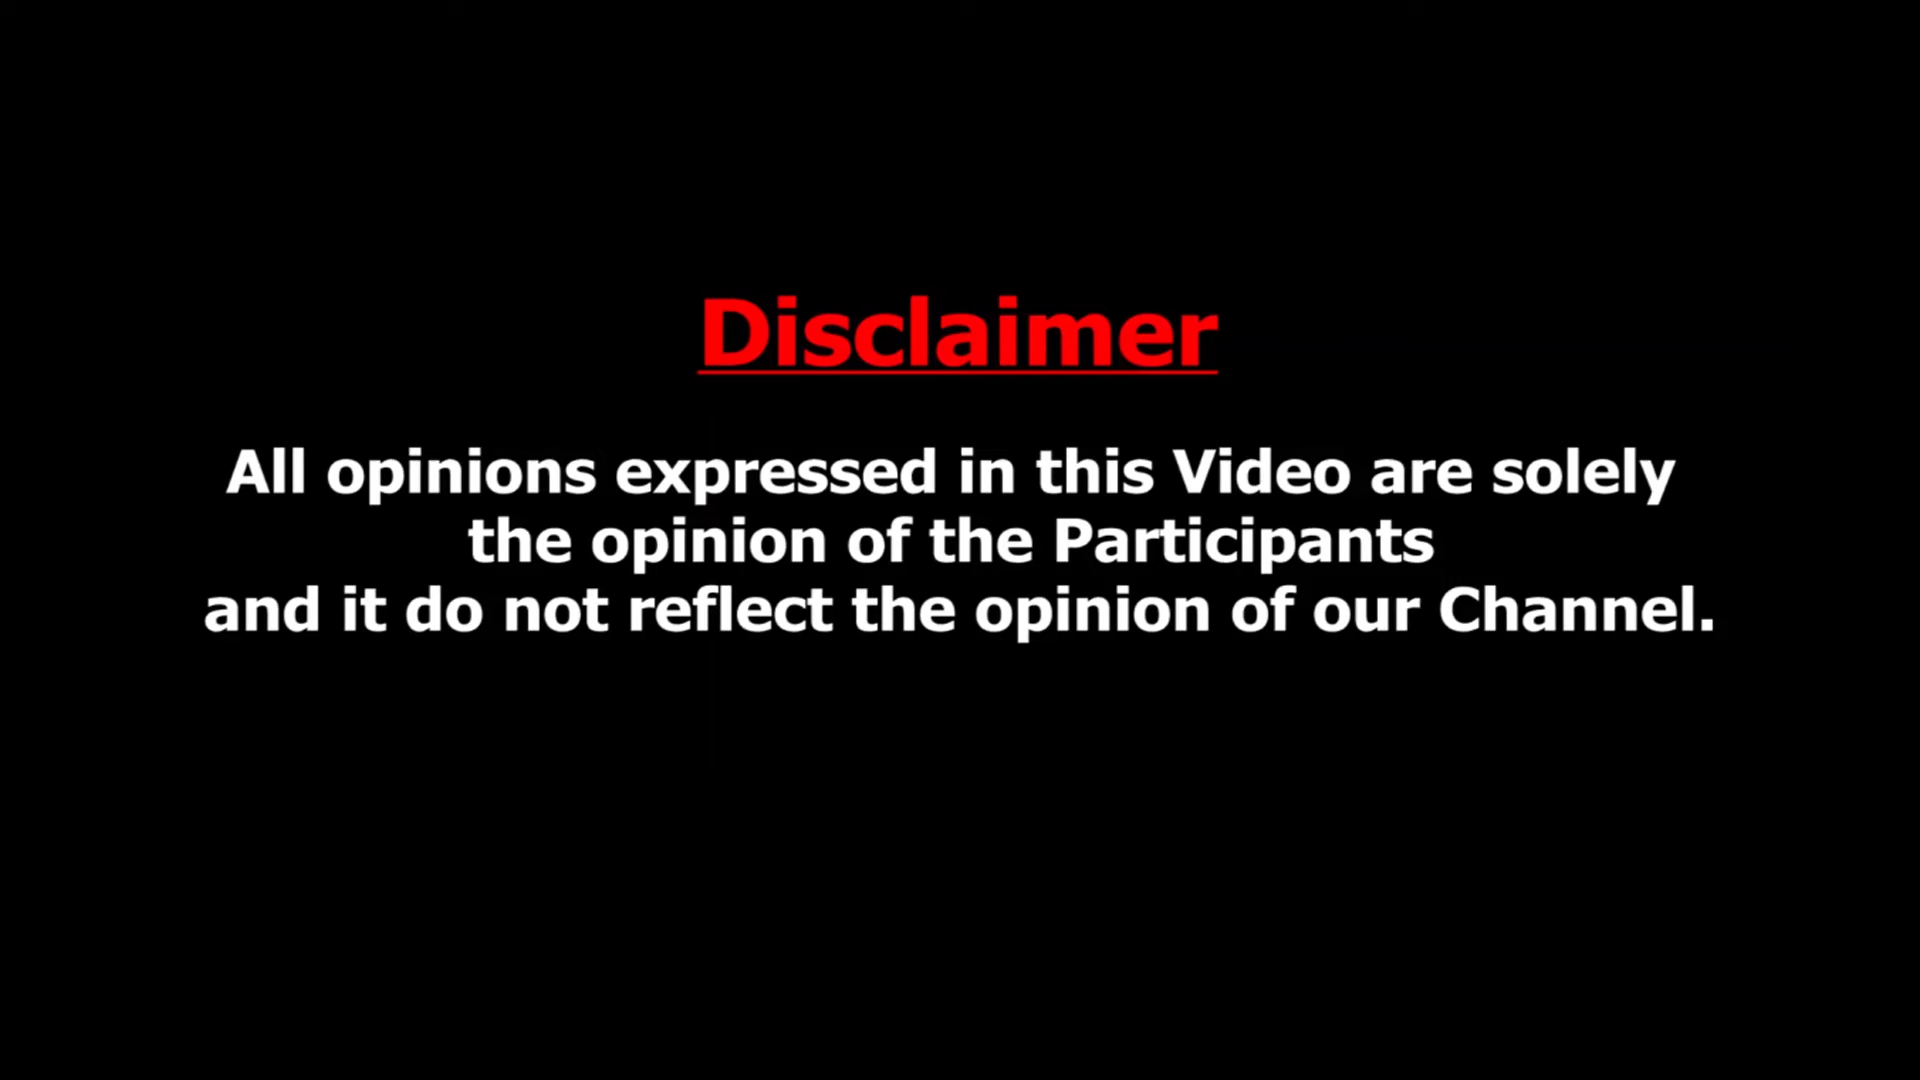 Disclaimer
All opinions expressed in this Video are solely
the opinion of the Participants
and it do not reflect the opinion of our Channel.